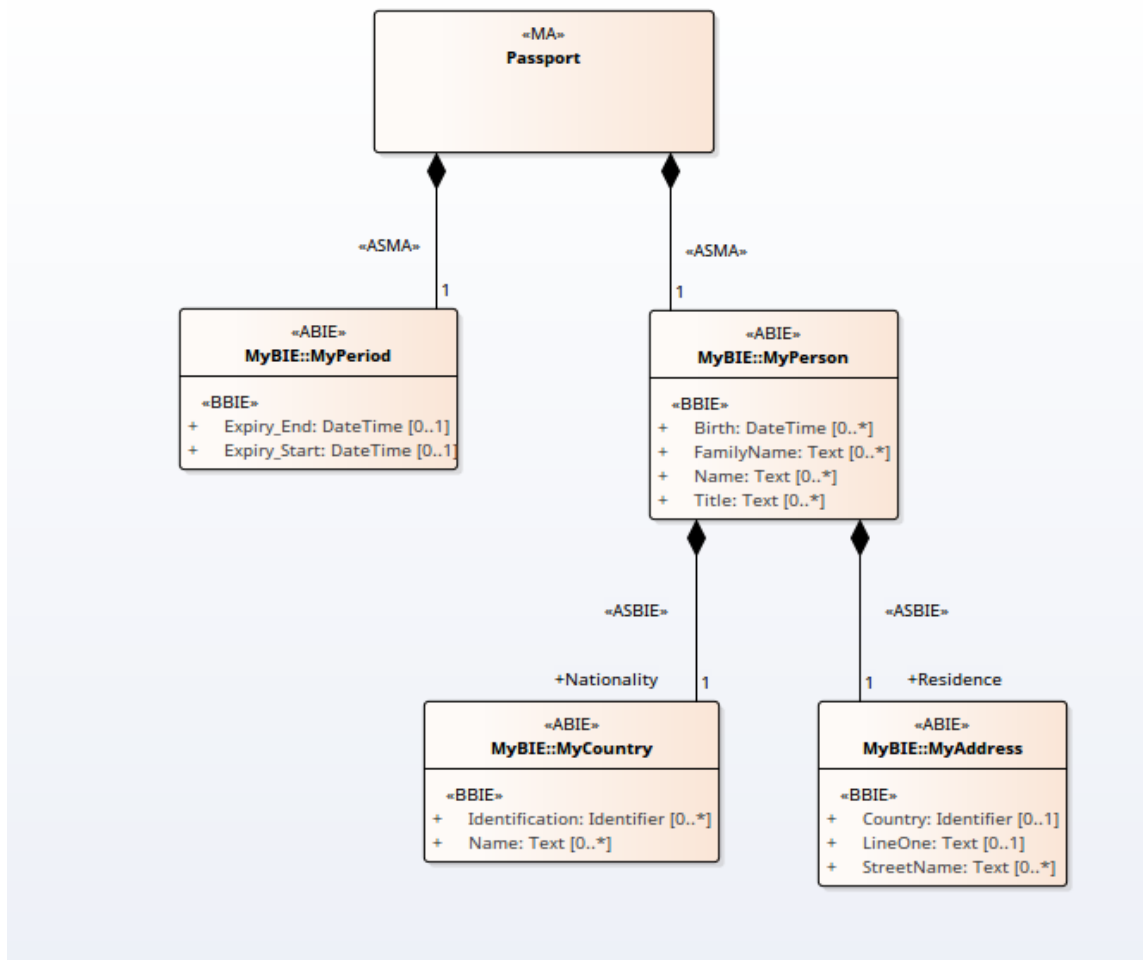 «MA»
Passport
«ASMA»
«ASMA»
1
1
«ABIE»
MyBIE::MyPeriod
«BBIE»
+ Expiry_End: DateTime [0..1]
+ Expiry_Start: DateTime [0..1]
«ABIE»
MyBIE::MyPerson
«BBIE»
+ Birth: DateTime [0..*]
+ FamilyName: Text [0..*]
+ Name: Text [0..*]
+ Title: Text [0..*]
«ASBIE»
«ASBIE»
+Nationality 1
1 +Residence
«ABIE»
MyBIE::MyCountry
«BBIE»
+ Identification: Identifier [0..*]
+ Name: Text [0..*]
«ABIE»
MyBIE::MyAddress
«BBIE»
+ Country: Identifier [0..1]
+ LineOne: Text [0..1]
+ StreetName: Text [0..*]